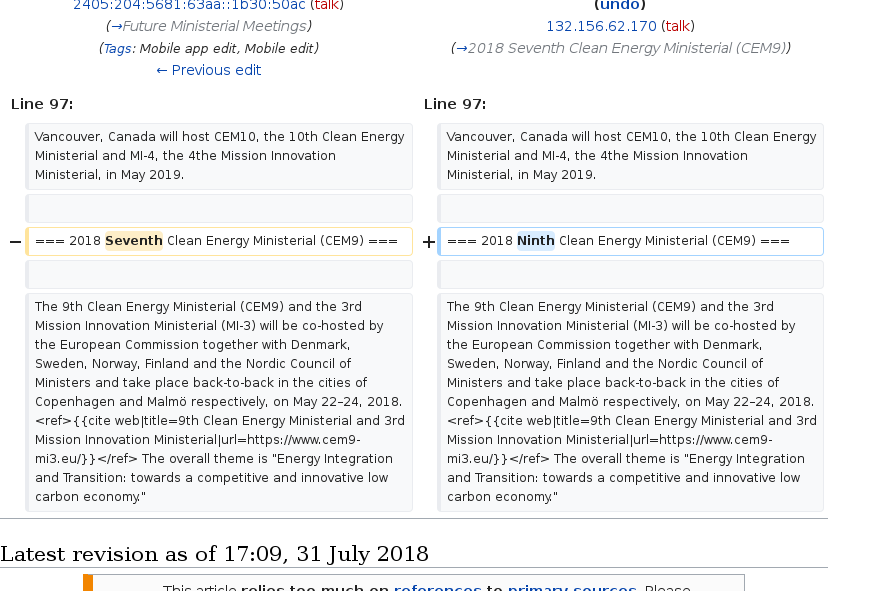 2405:204:5681:63aa::1b30:50ac (talk)
(→Future Ministerial Meetings)
(Tags: Mobile app edit, Mobile edit)
← Previous edit
(undo)
132.156.62.170 (talk)
(→2018 Seventh Clean Energy Ministerial (CEM9))
Line 97:
Vancouver, Canada will host CEM10, the 10th Clean Energy
Ministerial and MI-4, the 4the Mission Innovation
Ministerial, in May 2019.
− === 2018 Seventh Clean Energy Ministerial (CEM9) ===
The 9th Clean Energy Ministerial (CEM9) and the 3rd
Mission Innovation Ministerial (MI-3) will be co-hosted by
the European Commission together with Denmark,
Sweden, Norway, Finland and the Nordic Council of
Ministers and take place back-to-back in the cities of
Copenhagen and Malmö respectively, on May 22–24, 2018.
<ref>{{cite web|title=9th Clean Energy Ministerial and 3rd
Mission Innovation Ministerial|url=https://www.cem9-
mi3.eu/}}</ref> The overall theme is "Energy Integration
and Transition: towards a competitive and innovative low
carbon economy."
Line 97:
Vancouver, Canada will host CEM10, the 10th Clean Energy
Ministerial and MI-4, the 4the Mission Innovation
Ministerial, in May 2019.
+ === 2018 Ninth Clean Energy Ministerial (CEM9) ===
The 9th Clean Energy Ministerial (CEM9) and the 3rd
Mission Innovation Ministerial (MI-3) will be co-hosted by
the European Commission together with Denmark,
Sweden, Norway, Finland and the Nordic Council of
Ministers and take place back-to-back in the cities of
Copenhagen and Malmö respectively, on May 22–24, 2018.
<ref>{{cite web|title=9th Clean Energy Ministerial and 3rd
Mission Innovation Ministerial|url=https://www.cem9-
mi3.eu/}}</ref> The overall theme is "Energy Integration
and Transition: towards a competitive and innovative low
carbon economy."
Latest revision as of 17:09, 31 July 2018
This article relies too much on references to primary sources. Please